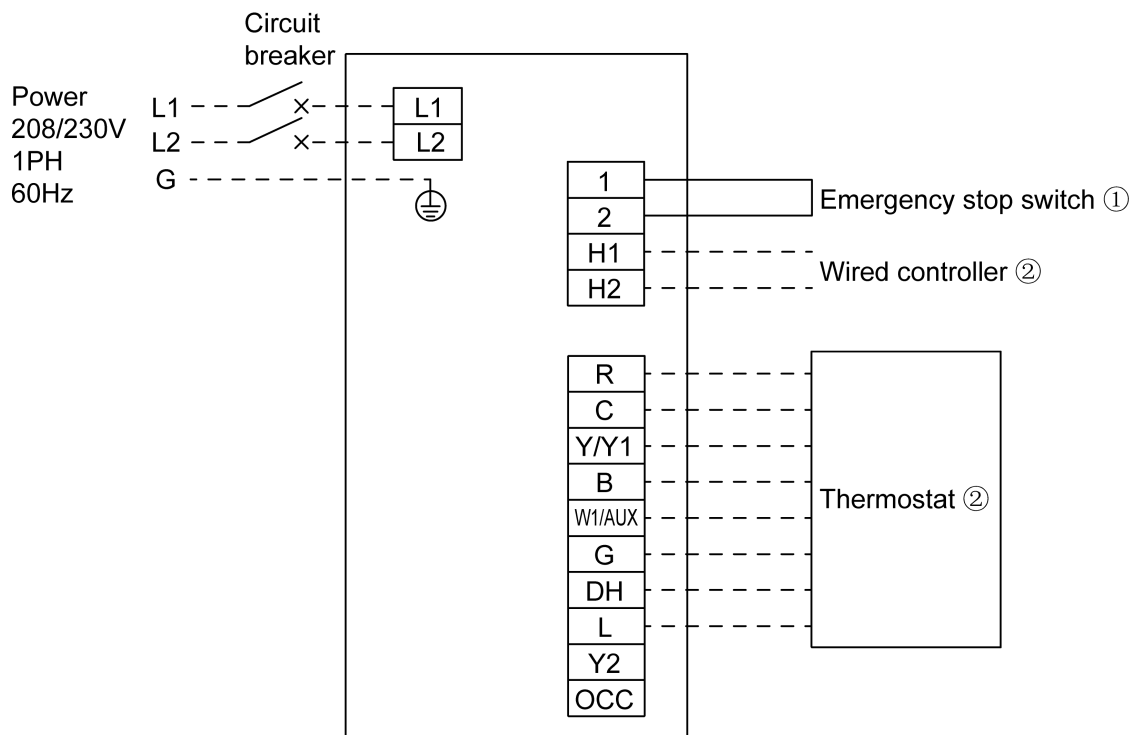 Circuit
breaker
Power
208/230V
1PH
60Hz
L1
L2
G
L1
L2
1
2
Emergency stop switch ①
H1
H2
Wired controller ②
R
C
Y/Y1
B
W1/AUX
G
DH
L
Y2
OCC
Thermostat ②